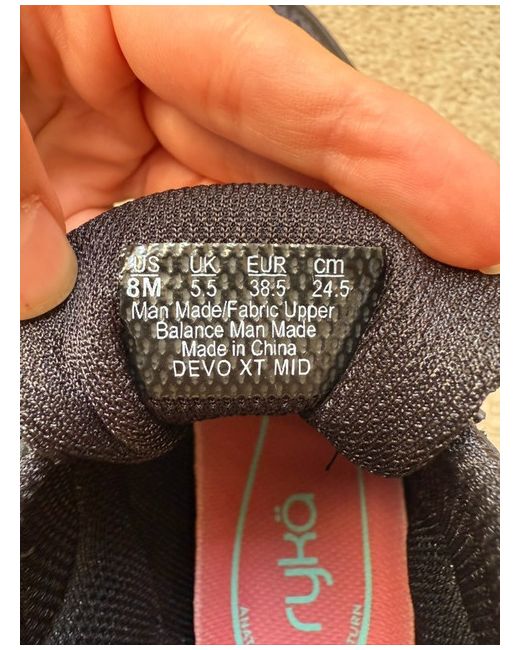 US UK EUR cm
8M 5.5 38.5 24.5
Man Made/Fabric Upper
Balance Man Made
Made in China
DEVO XT MID
rykä